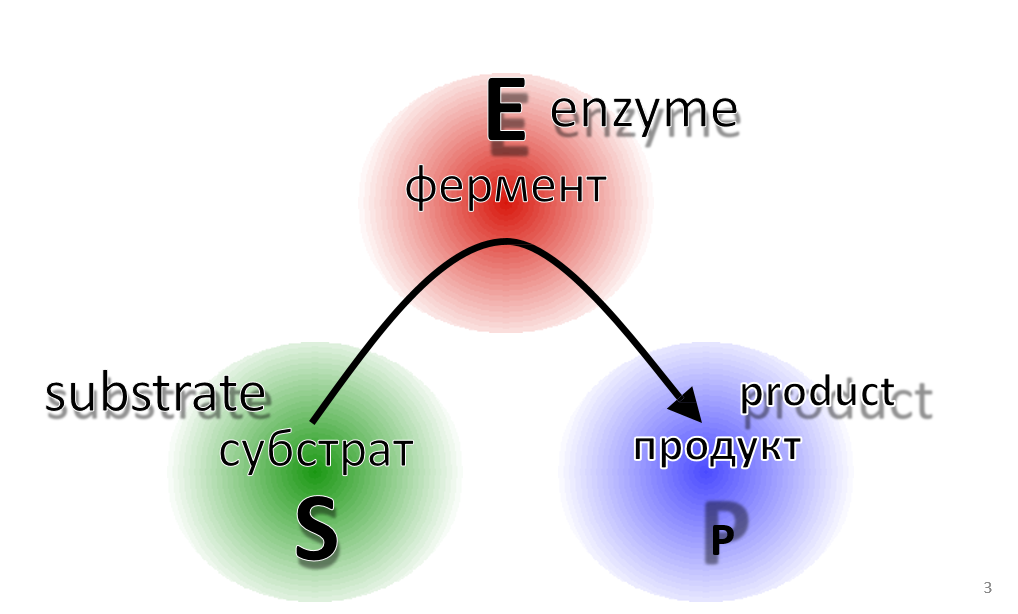 E enzyme
фермент
substrate
субстрат
S
product
продукт
P
3